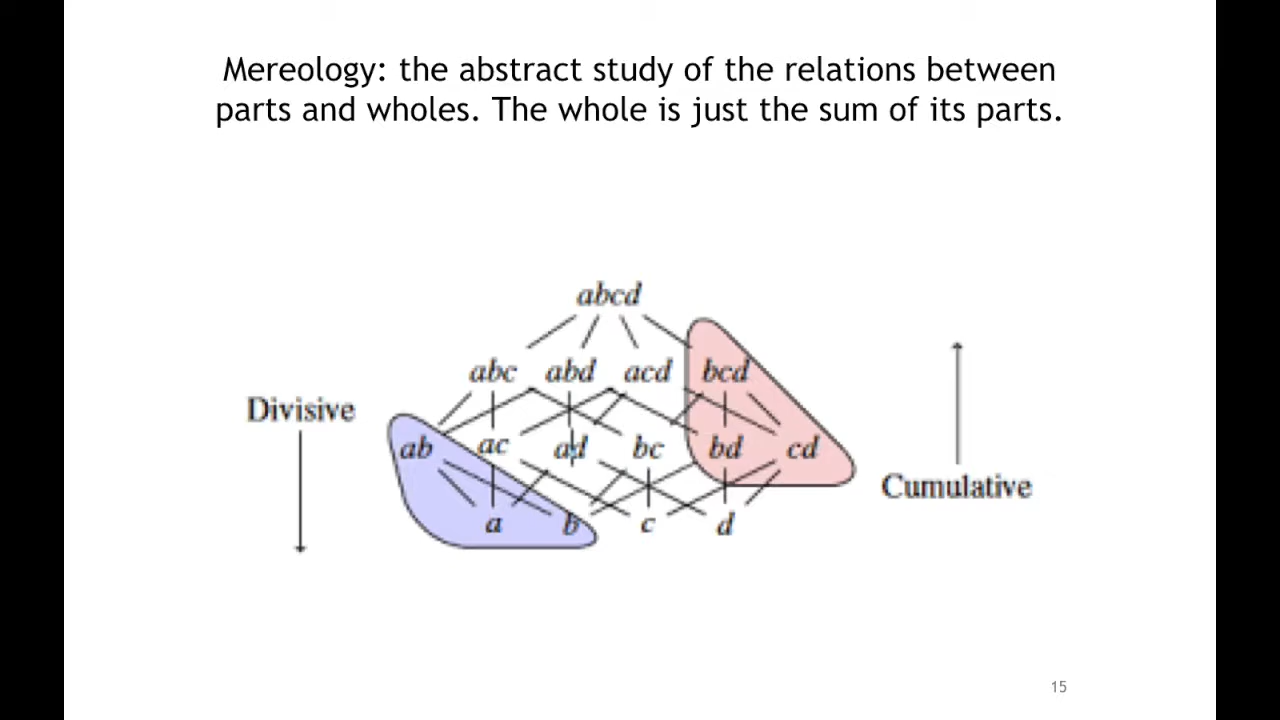 Mereology: the abstract study of the relations between
parts and wholes. The whole is just the sum of its parts.
abcd
abc abd acd bcd
Divisive
ab ac ad bc bd cd
Cumulative
a b c d
15